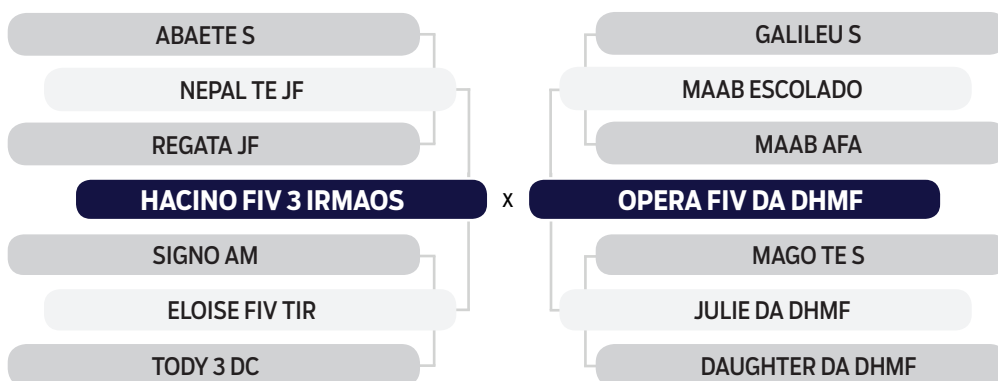 ABAETE S
NEPAL TE JF
REGATA JF
HACINO FIV 3 IRMAOS
SIGNO AM
ELOISE FIV TIR
TODY 3 DC
x
GALILEU S
MAAB ESCOLADO
MAAB AFA
OPERA FIV DA DHMF
MAGO TE S
JULIE DA DHMF
DAUGHTER DA DHMF